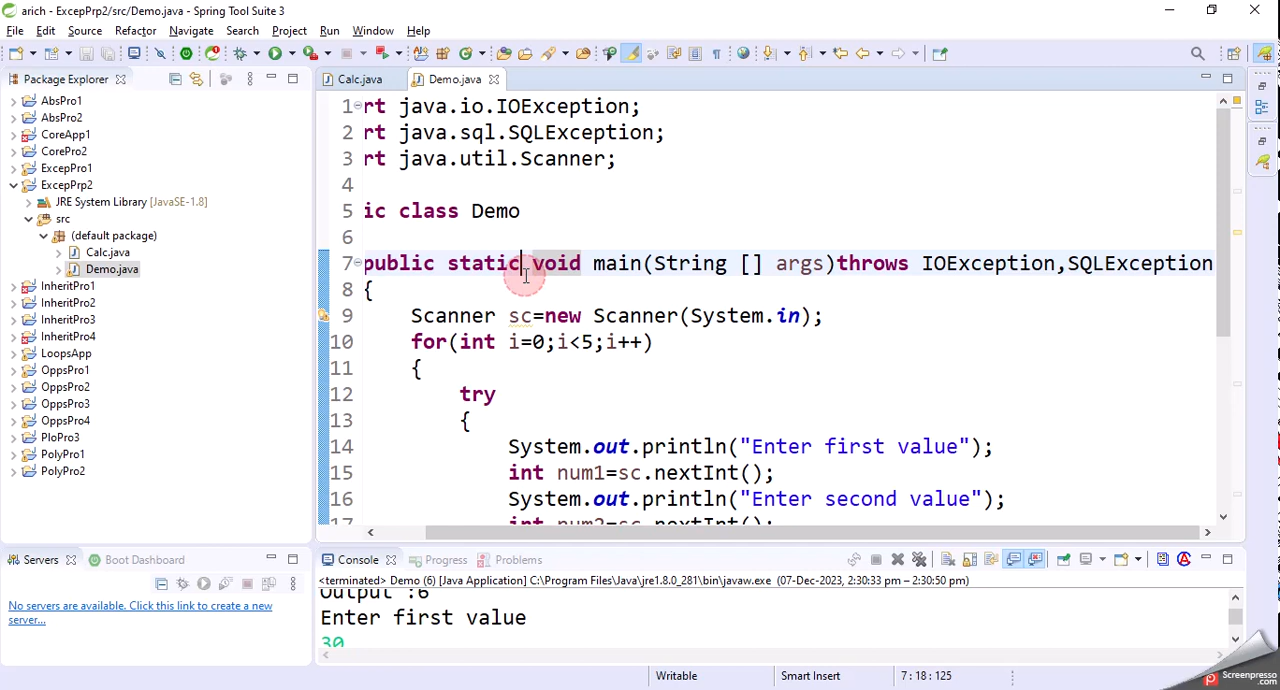 arich - ExcepPrp2/src/Demo.java - Spring Tool Suite 3
File Edit Source Refactor Navigate Search Project Run Window Help
Package Explorer
Calc.java
Demo.java
AbsPro1
AbsPro2
CoreApp1
CorePro2
ExcepPro1
ExcepPrp2
JRE System Library [JavaSE-1.8]
src
(default package)
Calc.java
Demo.java
InheritPro1
InheritPro2
InheritPro3
InheritPro4
LoopsApp
OppsPro1
OppsPro2
OppsPro3
OppsPro4
PloPro3
PolyPro1
PolyPro2
1 rt java.io.IOException;
2 rt java.sql.SQLException;
3 rt java.util.Scanner;
4
5 ic class Demo
6
7 public static void main(String [] args)throws IOException,SQLException
8 {
9 Scanner sc=new Scanner(System.in);
10 for(int i=0;i<5;i++)
11 {
12 try
13 {
14 System.out.println("Enter first value");
15 int num1=sc.nextInt();
16 System.out.println("Enter second value");
17 int num2=sc.nextInt();
Servers
Boot Dashboard
No servers are available. Click this link to create a new
server...
Console
Progress
Problems
<terminated> Demo (6) [Java Application] C:\Program Files\Java\jre1.8.0_281\bin\javaw.exe (07-Dec-2023, 2:30:33 pm – 2:30:50 pm)
Output :6
Enter first value
30
Writable
Smart Insert
7 : 18 : 125
Screenpresso
.com